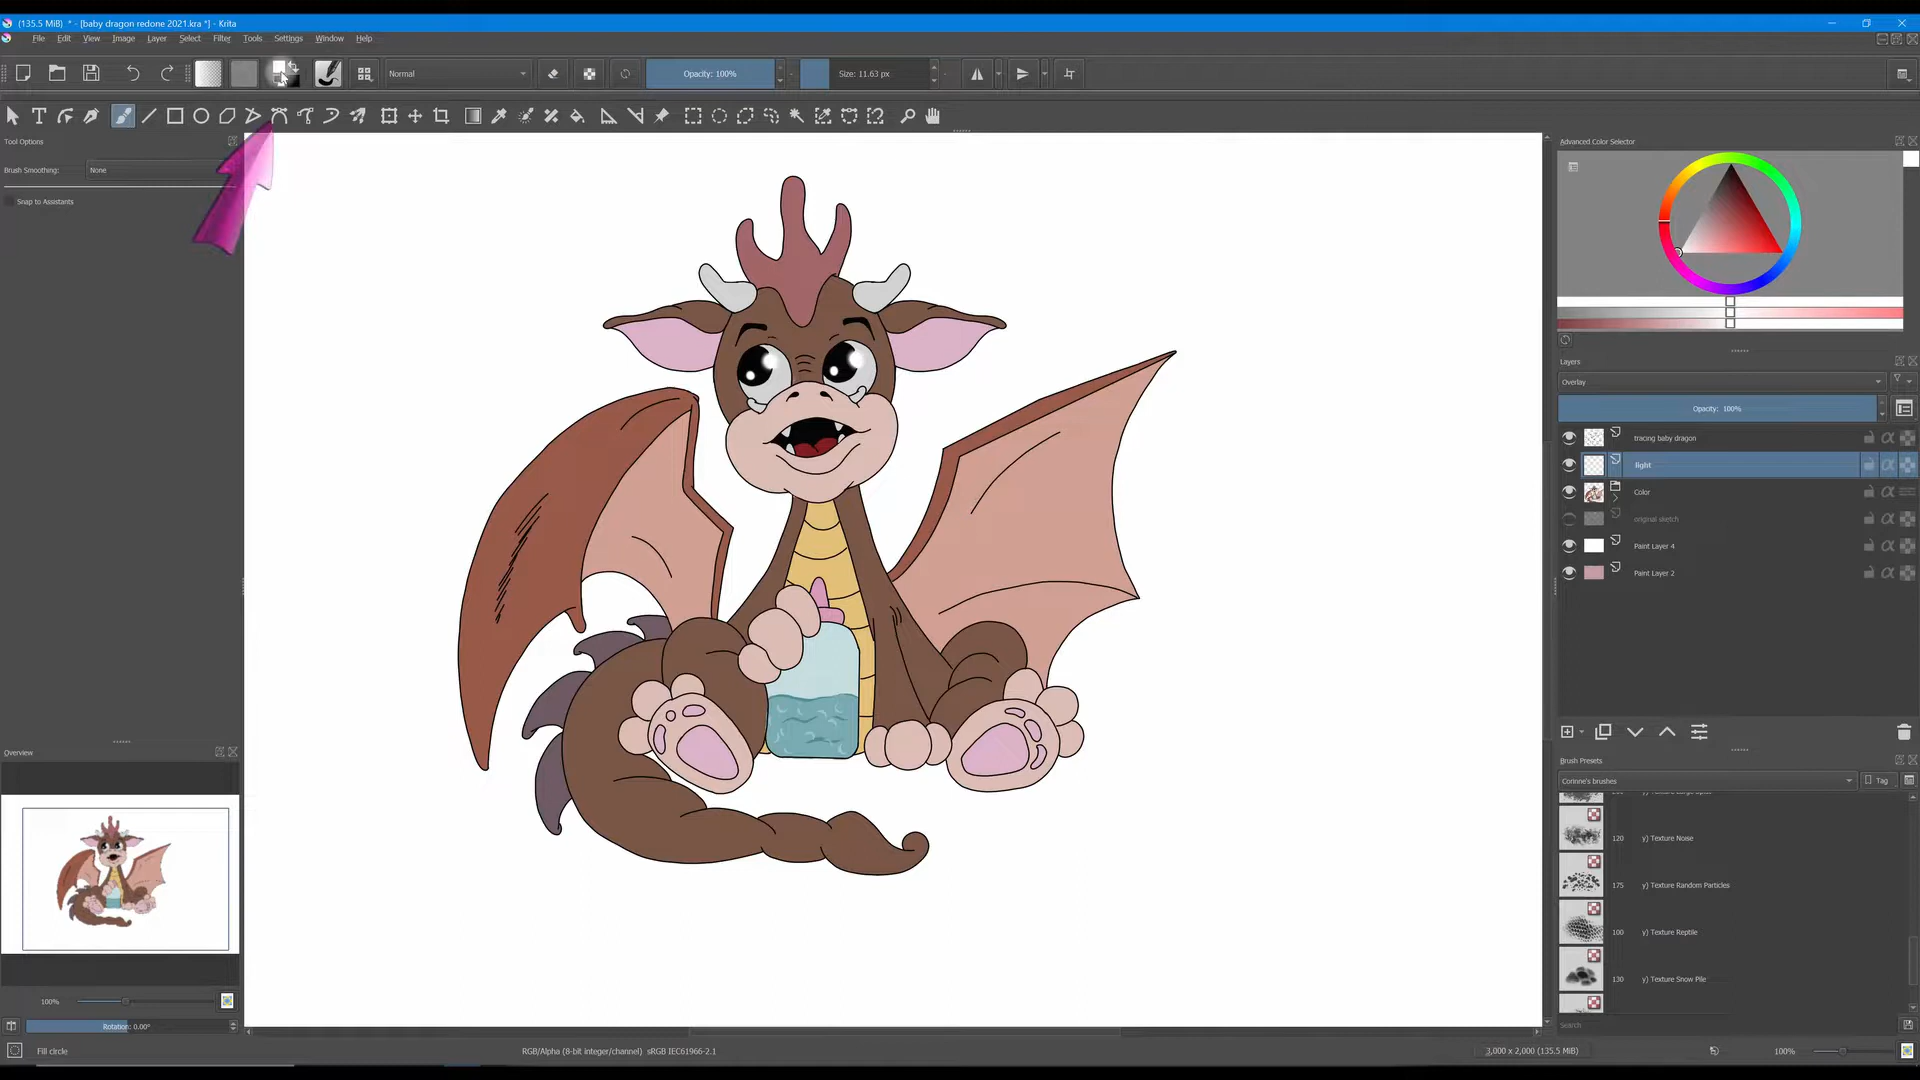 (135.5 MiB) * - [baby dragon redone 2021.kra *] - Krita
File Edit View Image Layer Select Filter Tools Settings Window Help
Normal Opacity: 100% Size: 11.63 px
Tool Options
Brush Smoothing: None
Snap to Assistants
Advanced Color Selector
Layers
Overlay
Opacity: 100%
tracing baby dragon
light
Color
original sketch
Paint Layer 4
Paint Layer 2
Overview
100%
Rotation: 0.00°
Brush Presets
Corinne's brushes Tag
120 y) Texture Noise
175 y) Texture Random Particles
100 y) Texture Reptile
130 y) Texture Snow Pile
Search
Fill circle RGB/Alpha (8-bit integer/channel) sRGB IEC61966-2.1 3,000 x 2,000 (135.5 MiB) 100%